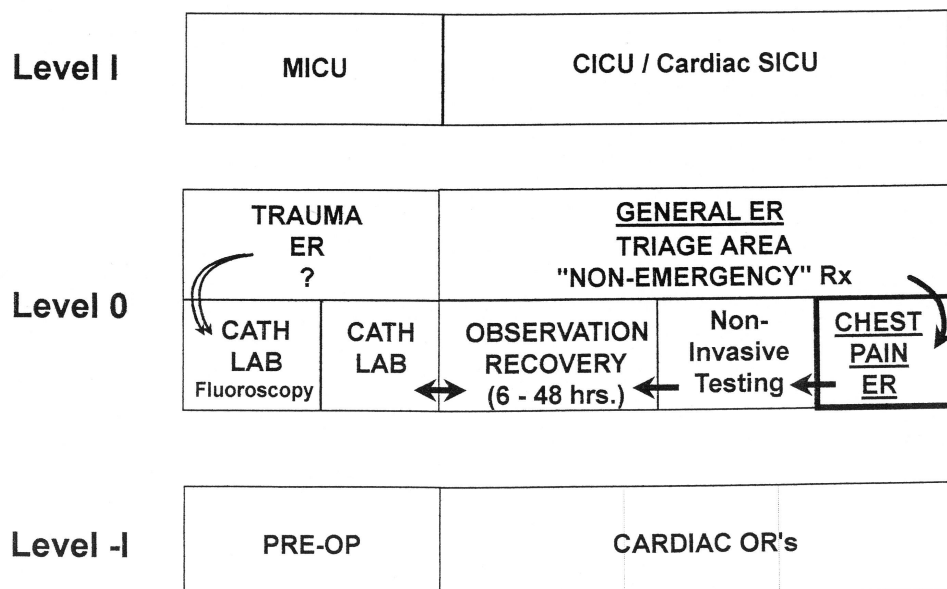 Level I
MICU
CICU / Cardiac SICU
Level 0
TRAUMA
ER
?
GENERAL ER
TRIAGE AREA
"NON-EMERGENCY" Rx
CATH
LAB
Fluoroscopy
CATH
LAB
OBSERVATION
RECOVERY
(6 - 48 hrs.)
Non-
Invasive
Testing
CHEST
PAIN
ER
Level -I
PRE-OP
CARDIAC OR's